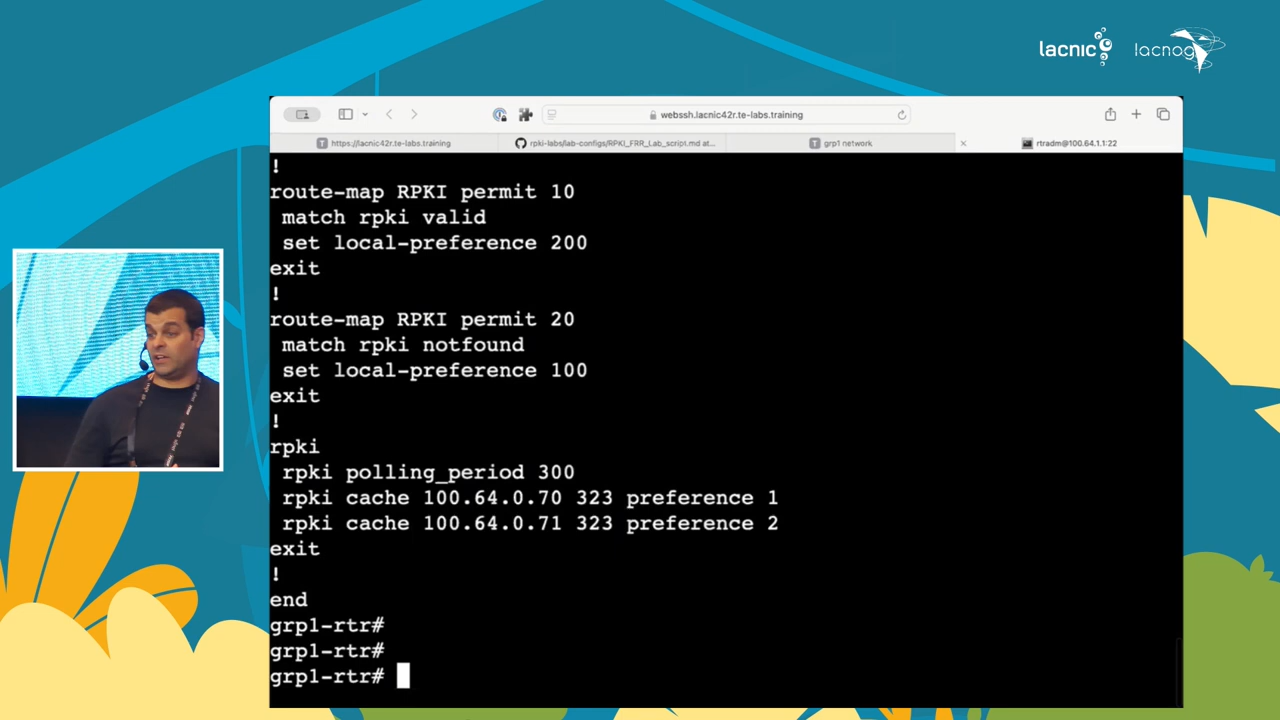 lacnic
lacnog
webssh.lacnic42r.te-labs.training
https://lacnic42r.te-labs.training
rpki-labs/lab-configs/RPKI_FRR_Lab_script.md at...
grp1 network
rtradm@100.64.1.1:22
!
route-map RPKI permit 10
match rpki valid
set local-preference 200
exit
!
route-map RPKI permit 20
match rpki notfound
set local-preference 100
exit
!
rpki
rpki polling_period 300
rpki cache 100.64.0.70 323 preference 1
rpki cache 100.64.0.71 323 preference 2
exit
!
end
grp1-rtr#
grp1-rtr#
grp1-rtr#